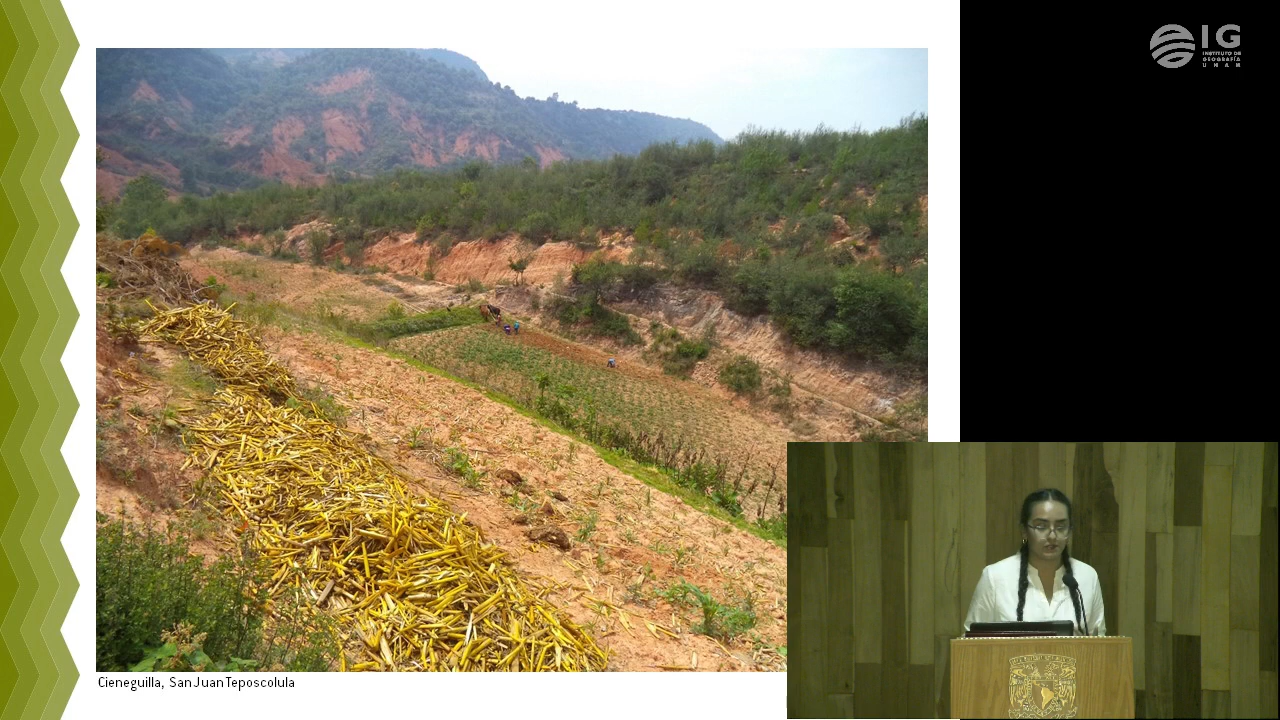 IG
INSTITUTO DE
GEOGRAFÍA
UNAM
Cieneguilla, San Juan Teposcolula